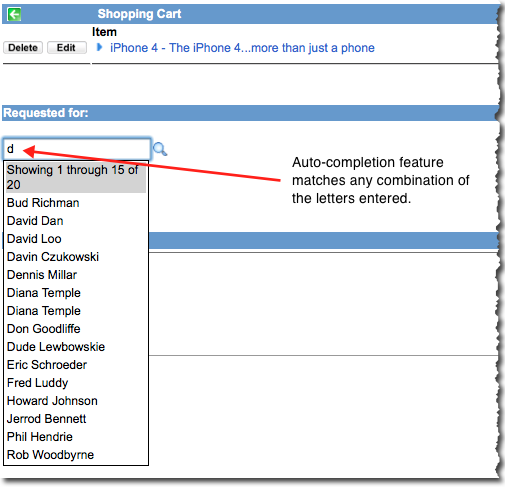 Shopping Cart
Item
Delete Edit iPhone 4 - The iPhone 4...more than just a phone
Requested for:
d
Showing 1 through 15 of
20
Bud Richman
David Dan
David Loo
Davin Czukowski
Dennis Millar
Diana Temple
Diana Temple
Don Goodliffe
Dude Lewbowskie
Eric Schroeder
Fred Luddy
Howard Johnson
Jerrod Bennett
Phil Hendrie
Rob Woodbyrne
Auto-completion feature
matches any combination of
the letters entered.